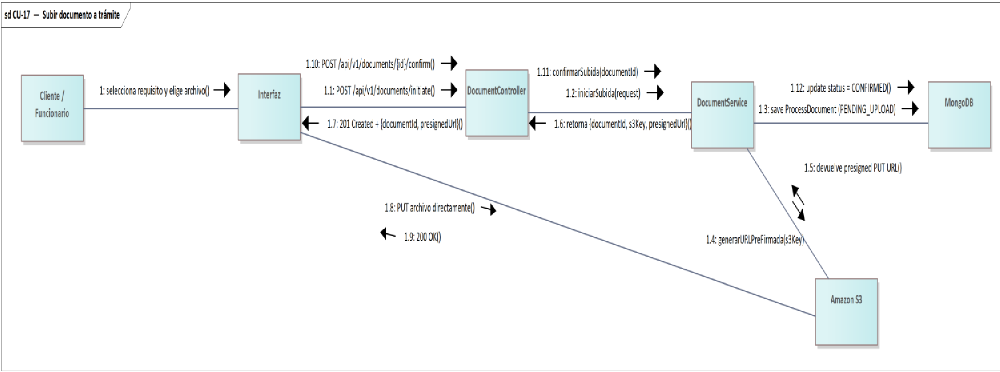 sd CU-17 — Subir documento a trámite
1.10: POST /api/v1/documents/{id}/confirm()
1.11: confirmarSubida(documentId)
1: selecciona requisito y elige archivo()
1.1: POST /api/v1/documents/initiate()
1.2: iniciarSubida(request)
1.12: update status = CONFIRMED()
Cliente /
Funcionario
Interfaz
DocumentController
DocumentService
MongoDB
1.3: save ProcessDocument (PENDING_UPLOAD)
1.7: 201 Created + {documentId, presignedUrl}()
1.6: retorna {documentId, s3Key, presignedUrl}()
1.5: devuelve presigned PUT URL()
1.8: PUT archivo directamente()
1.9: 200 OK()
1.4: generarURLPreFirmada(s3Key)
Amazon S3